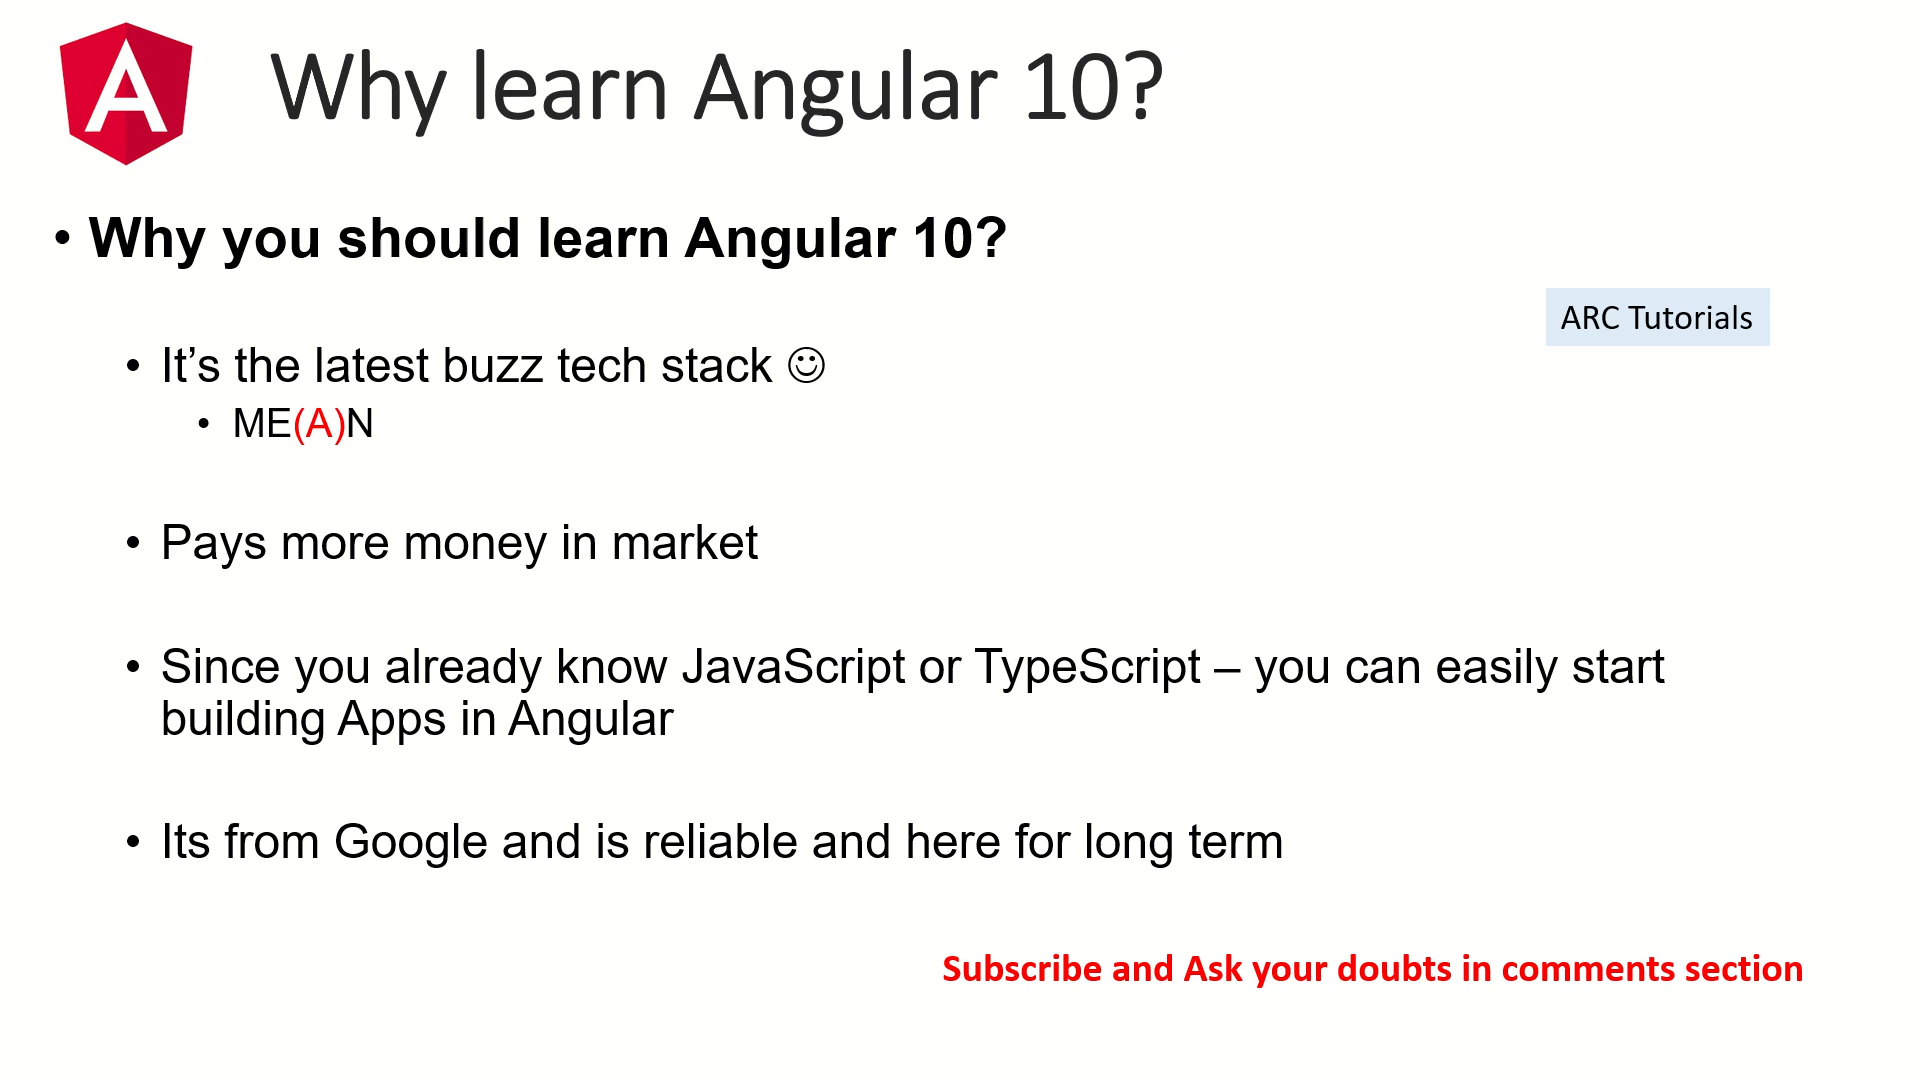 Why learn Angular 10?
• Why you should learn Angular 10?
ARC Tutorials
• It’s the latest buzz tech stack ☺
• ME(A)N
• Pays more money in market
• Since you already know JavaScript or TypeScript – you can easily start
building Apps in Angular
• Its from Google and is reliable and here for long term
Subscribe and Ask your doubts in comments section